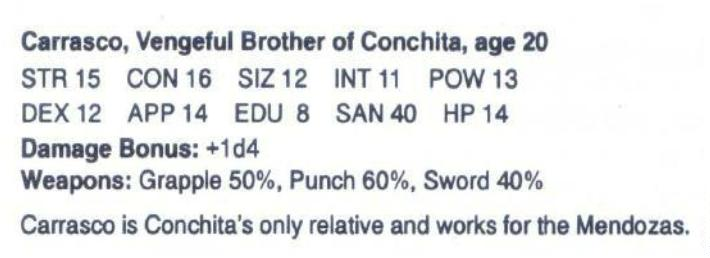 Carrasco, Vengeful Brother of Conchita, age 20
STR 15 CON 16 SIZ 12 INT 11 POW 13
DEX 12 APP 14 EDU 8 SAN 40 HP 14
Damage Bonus: +1d4
Weapons: Grapple 50%, Punch 60%, Sword 40%
Carrasco is Conchita's only relative and works for the Mendozas.